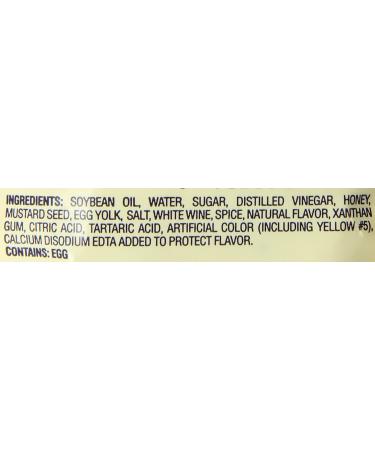 INGREDIENTS: SOYBEAN OIL, WATER, SUGAR, DISTILLED VINEGAR, HONEY,
MUSTARD SEED, EGG YOLK, SALT, WHITE WINE, SPICE, NATURAL FLAVOR, XANTHAN
GUM, CITRIC ACID, TARTARIC ACID, ARTIFICIAL COLOR (INCLUDING YELLOW #5),
CALCIUM DISODIUM EDTA ADDED TO PROTECT FLAVOR.
CONTAINS: EGG